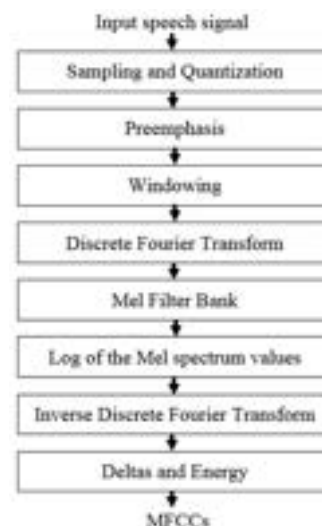 Input speech signal
Sampling and Quantization
Preemphasis
Windowing
Discrete Fourier Transform
Mel Filter Bank
Log of the Mel spectrum values
Inverse Discrete Fourier Transform
Deltas and Energy
MFCCs